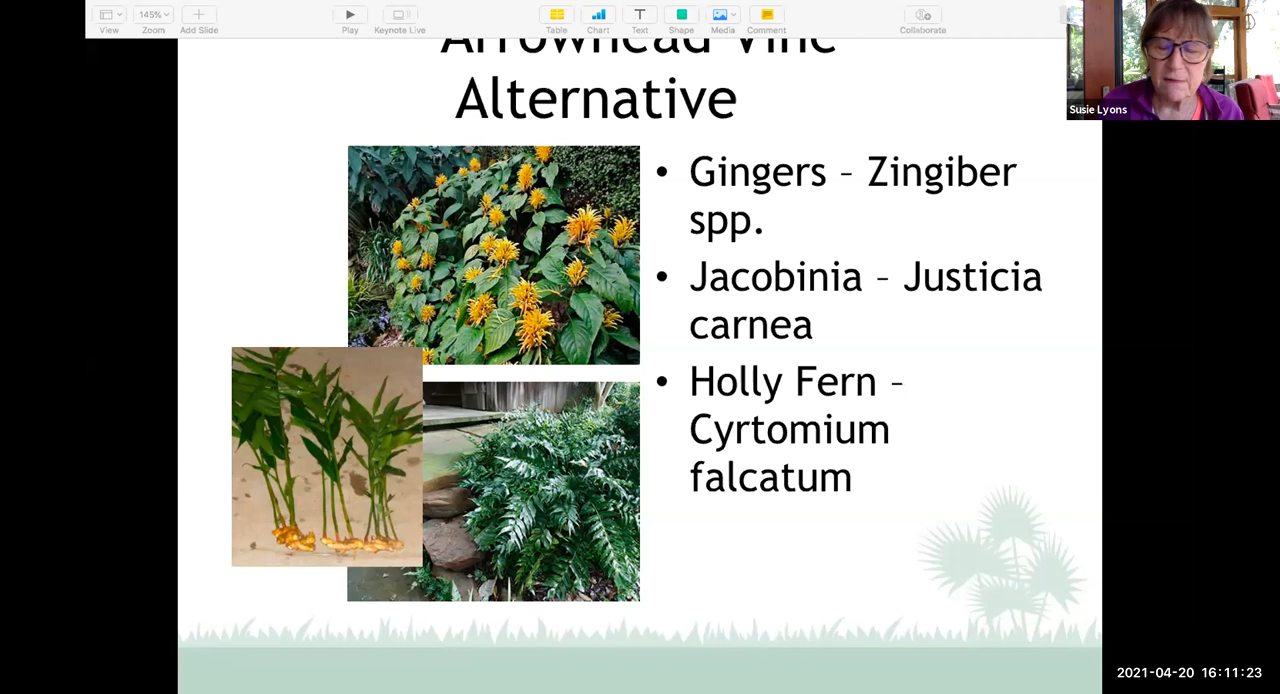 145%
View
Zoom
Add Slide
Play
Keynote Live
Table
Chart
Text
Shape
Media
Comment
Collaborate
Susie Lyons
Arrowhead Vine
Alternative
• Gingers – Zingiber
spp.
• Jacobinia – Justicia
carnea
• Holly Fern –
Cyrtomium
falcatum
2021-04-20 16:11:23